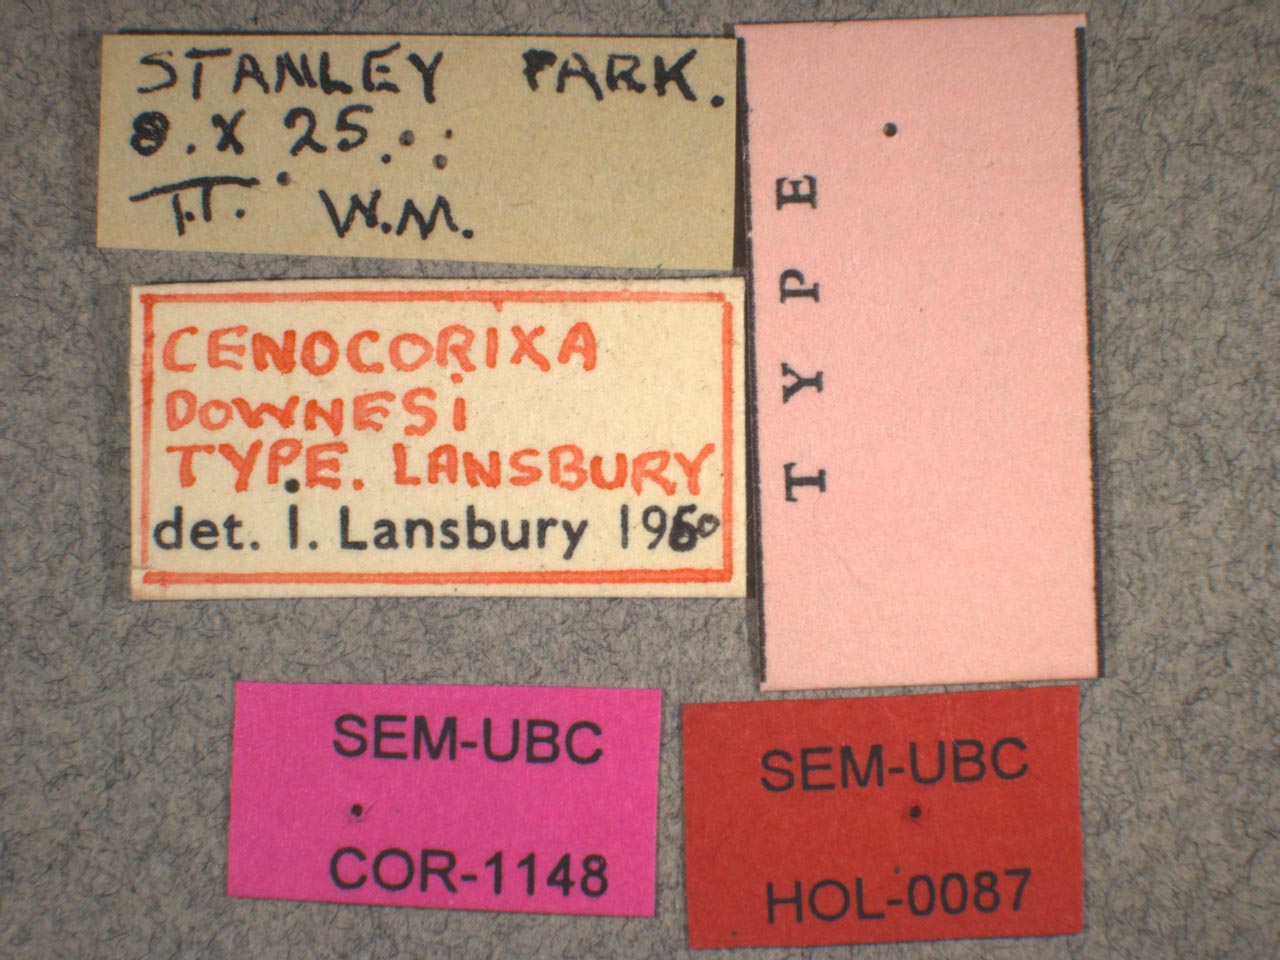 STANLEY PARK.
8.X 25..
T.T. W.M.
CENOCORIXA
DOWNESI
TYPE. LANSBURY
det. I. Lansbury 1960
TYPE
SEM-UBC
COR-1148
SEM-UBC
HOL-0087